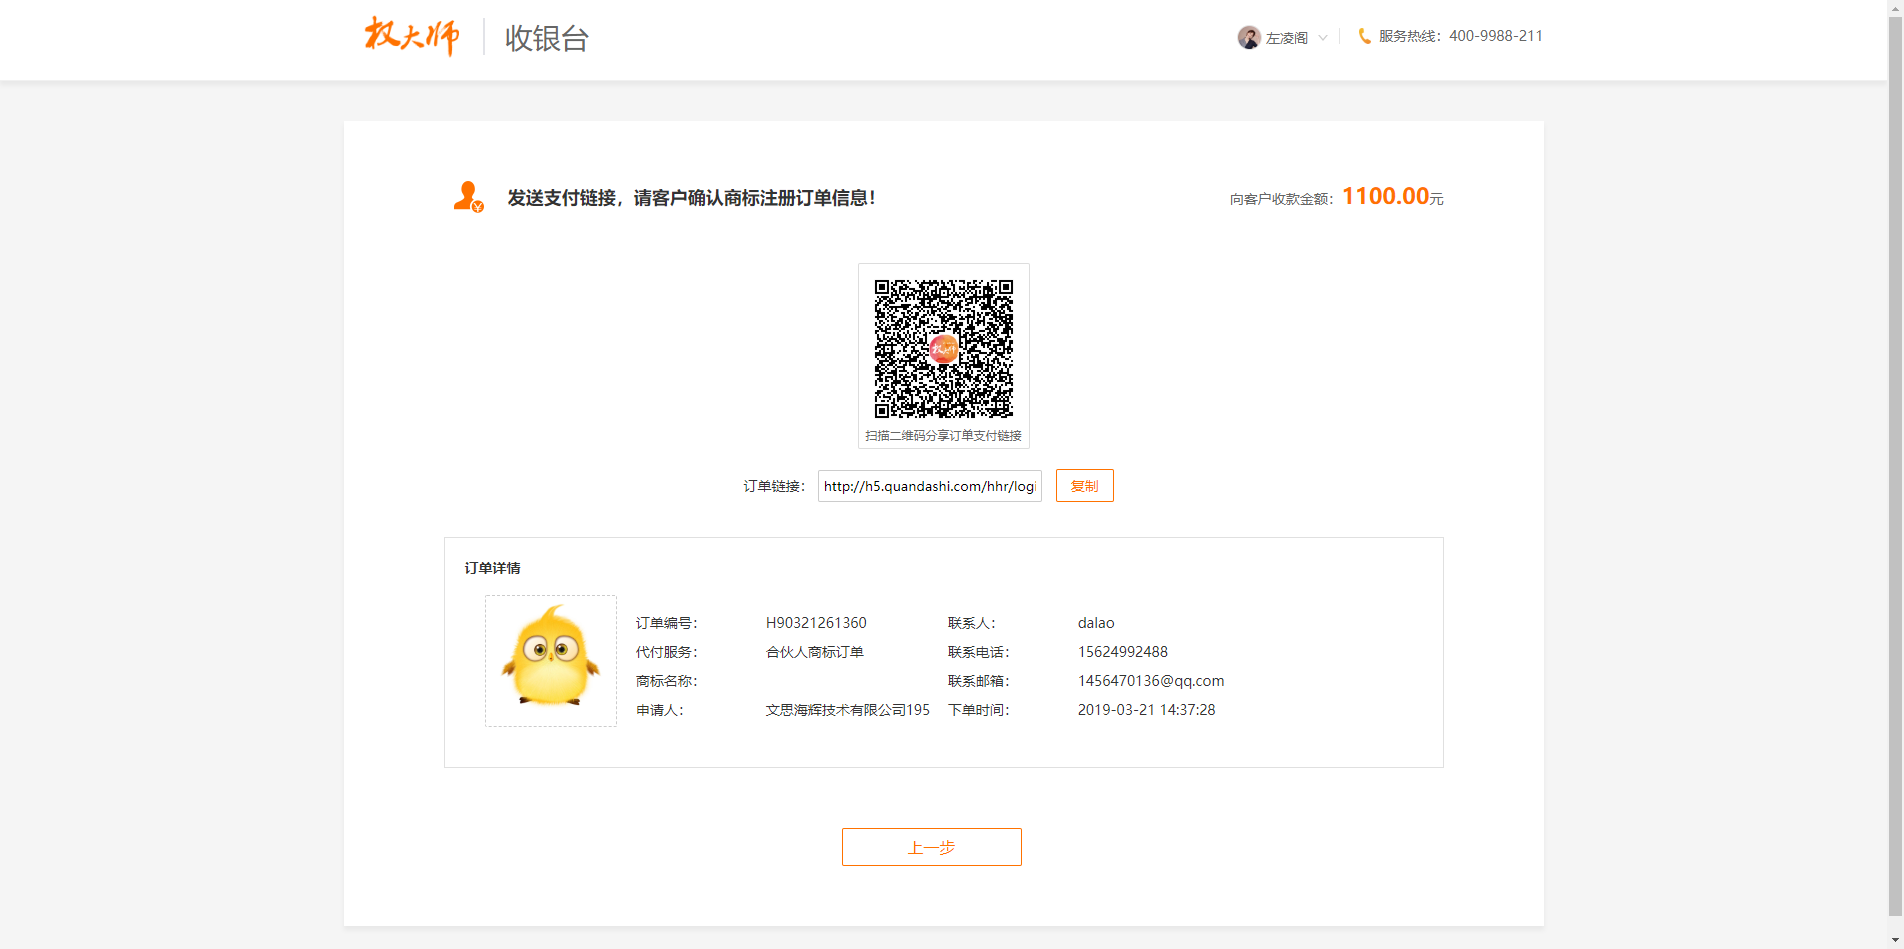 权大师 收银台 左凌阁 服务热线：400-9988-211
发送支付链接，请客户确认商标注册订单信息！ 向客户收款金额：1100.00元
权大师
扫描二维码分享订单支付链接
订单链接： http://h5.quandashi.com/hhr/logi 复制
订单详情
订单编号： H90321261360 联系人： dalao
代付服务： 合伙人商标订单 联系电话： 15624992488
商标名称： 联系邮箱： 1456470136@qq.com
申请人： 文思海辉技术有限公司195 下单时间： 2019-03-21 14:37:28
上一步